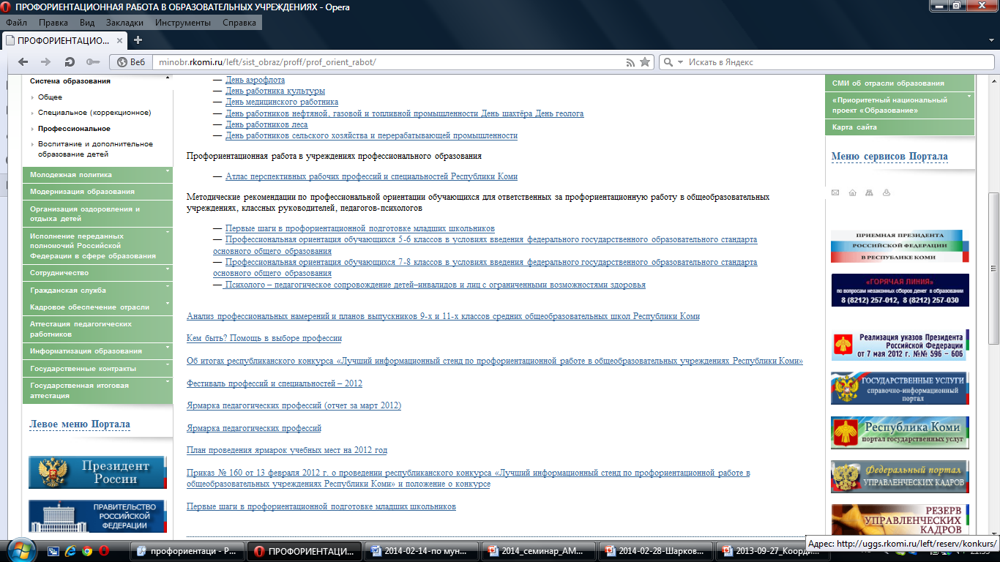 ПРОФОРИЕНТАЦИОННАЯ РАБОТА В ОБРАЗОВАТЕЛЬНЫХ УЧРЕЖДЕНИЯХ - Opera
Файл Правка Вид Закладки Инструменты Справка
ПРОФОРИЕНТАЦИО...
Веб minobr.rkomi.ru/left/sist_obraz/proff/prof_orient_rabot/ Искать в Яндекс
Система образования
Общее
Специальное (коррекционное)
Профессиональное
Воспитание и дополнительное
образование детей
Молодежная политика
Модернизация образования
Организация оздоровления и
отдыха детей
Исполнение переданных
полномочий Российской
Федерации в сфере образования
Сотрудничество
Гражданская служба
Кадровое обеспечение отрасли
Аттестация педагогических
работников
Информатизация образования
Государственные контракты
Государственная итоговая
аттестация
Левое меню Портала
Президент
России
ПРАВИТЕЛЬСТВО
РОССИЙСКОЙ
ФЕДЕРАЦИИ
— День аэрофлота
— День работника культуры
— День медицинского работника
— День работников нефтяной, газовой и топливной промышленности День шахтёра День геолога
— День работников леса
— День работников сельского хозяйства и перерабатывающей промышленности
Профориентационная работа в учреждениях профессионального образования
— Атлас перспективных рабочих профессий и специальностей Республики Коми
Методические рекомендации по профессиональной ориентации обучающихся для ответственных за профориентационную работу в общеобразовательных
учреждениях, классных руководителей, педагогов-психологов
— Первые шаги в профориентационной подготовке младших школьников
— Профессиональная ориентация обучающихся 5-6 классов в условиях введения федерального государственного образовательного стандарта
основного общего образования
— Профессиональная ориентация обучающихся 7-8 классов в условиях введения федерального государственного образовательного стандарта
основного общего образования
— Психолого – педагогическое сопровождение детей–инвалидов и лиц с ограниченными возможностями здоровья
Анализ профессиональных намерений и планов выпускников 9-х и 11-х классов средних общеобразовательных школ Республики Коми
Кем быть? Помощь в выборе профессии
Об итогах республиканского конкурса «Лучший информационный стенд по профориентационной работе в общеобразовательных учреждениях Республики Коми»
Фестиваль профессий и специальностей – 2012
Ярмарка педагогических профессий (отчет за март 2012)
Ярмарка педагогических профессий
План проведения ярмарок учебных мест на 2012 год
Приказ № 160 от 13 февраля 2012 г. о проведении республиканского конкурса «Лучший информационный стенд по профориентационной работе в
общеобразовательных учреждениях Республики Коми» и положение о конкурсе
Первые шаги в профориентационной подготовке младших школьников
СМИ об отрасли образования
«Приоритетный национальный
проект «Образование»
Карта сайта
Меню сервисов Портала
ПРИЕМНАЯ ПРЕЗИДЕНТА
РОССИЙСКОЙ ФЕДЕРАЦИИ
В РЕСПУБЛИКЕ КОМИ
«ГОРЯЧАЯ ЛИНИЯ»
по вопросам незаконных сборов денег в образовании
8 (8212) 257-012, 8 (8212) 257-030
Реализация указов Президента
Российской Федерации
от 7 мая 2012 г. №№ 596 – 606
ГОСУДАРСТВЕННЫЕ УСЛУГИ
справочно-информационный
портал
Республика Коми
портал государственных услуг
Федеральный портал
УПРАВЛЕНЧЕСКИХ КАДРОВ
РЕЗЕРВ
УПРАВЛЕНЧЕСКИХ
КАДРОВ
Адрес: http://uggs.rkomi.ru/left/reserv/konkurs/
профориентаци - P... ПРОФОРИЕНТАЦИ... 2014-02-14-по мун... 2014_семинар_АМ... 2014-02-28-Шарков... 2013-09-27_Коорди...